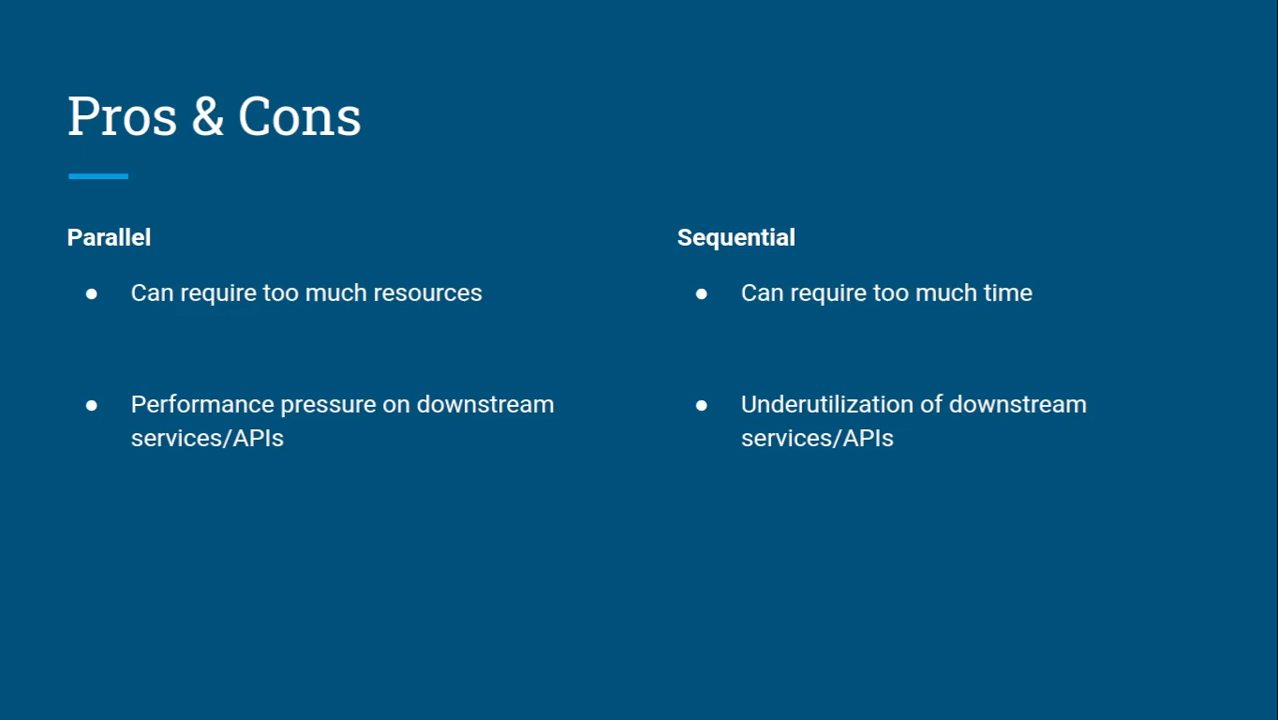 Pros & Cons
Parallel
● Can require too much resources
● Performance pressure on downstream
services/APIs
Sequential
● Can require too much time
● Underutilization of downstream
services/APIs